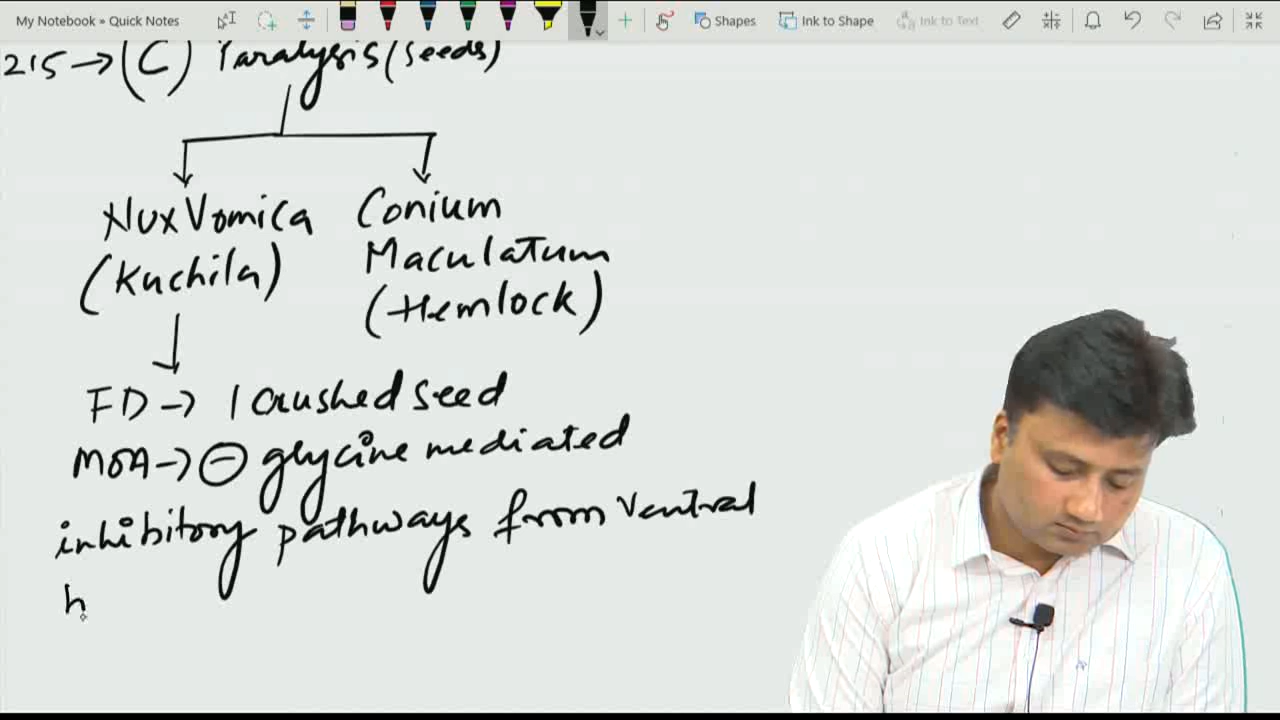 My Notebook » Quick Notes
Shapes
Ink to Shape
Ink to Text
215 → (C) Paralysis (Seeds)
Nux Vomica
(Kuchila)
Conium
Maculatum
(Hemlock)
FD → 1 crushed seed
MOA → ⊖ glycine mediated
inhibitory pathways from ventral
h